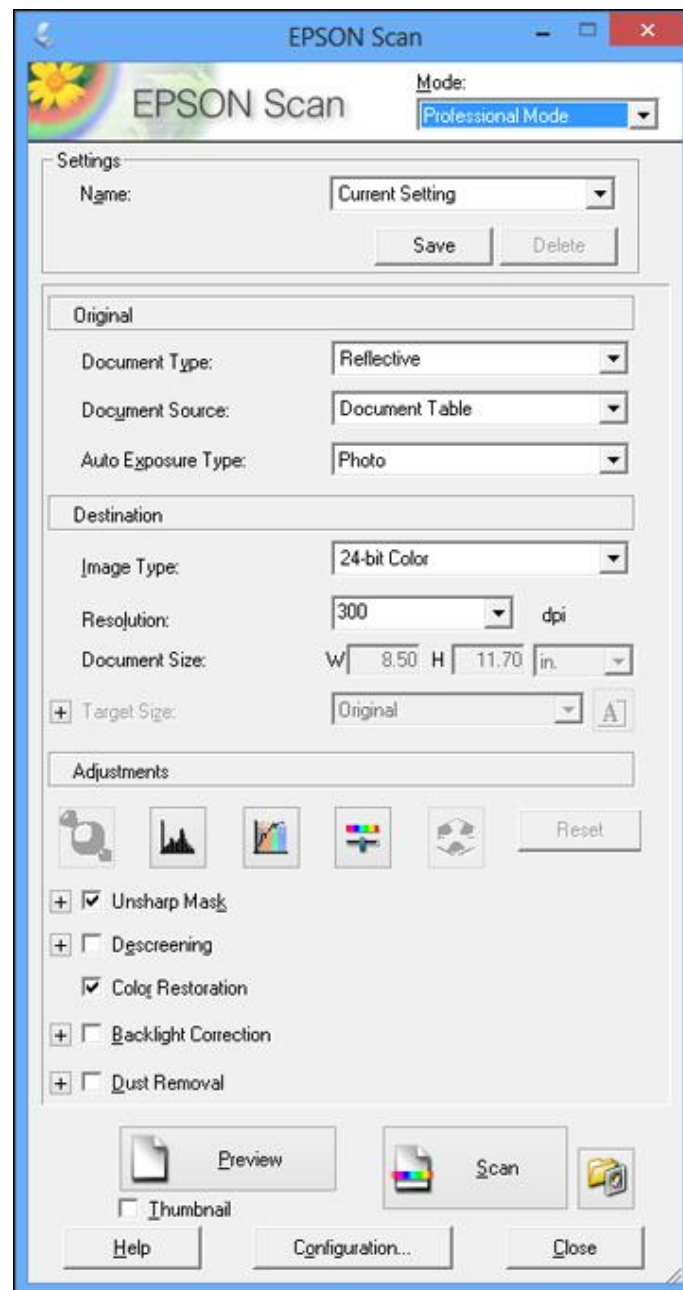 EPSON Scan
EPSON Scan
Mode:
Professional Mode
Settings
Name:
Current Setting
Save
Delete
Original
Document Type:
Reflective
Document Source:
Document Table
Auto Exposure Type:
Photo
Destination
Image Type:
24-bit Color
Resolution:
300
dpi
Document Size:
W 8.50 H 11.70 in.
Target Size:
Original
A
Adjustments
Reset
Unsharp Mask
Descreening
Color Restoration
Backlight Correction
Dust Removal
Preview
Scan
Thumbnail
Help
Configuration...
Close